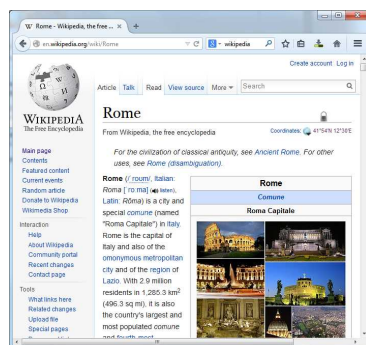 W Rome - Wikipedia, the free ... × +
en.wikipedia.org/wiki/Rome
wikipedia
Create account Log in
Article Talk Read View source More
Search
WIKIPEDIA
The Free Encyclopedia
Main page
Contents
Featured content
Current events
Random article
Donate to Wikipedia
Wikimedia Shop
Interaction
Help
About Wikipedia
Community portal
Recent changes
Contact page
Tools
What links here
Related changes
Upload file
Special pages
Rome
From Wikipedia, the free encyclopedia
Coordinates: 41°54′N 12°30′E
For the civilization of classical antiquity, see Ancient Rome. For other
uses, see Rome (disambiguation).
Rome (/ˈroʊm/, Italian:
Roma [ˈroːma] (listen),
Latin: Rōma) is a city and
special comune (named
"Roma Capitale") in Italy.
Rome is the capital of
Italy and also of the
omonymous metropolitan
city and of the region of
Lazio. With 2.9 million
residents in 1,285.3 km²
(496.3 sq mi), it is also
the country's largest and
most populated comune
and fourth-most
Rome
Comune
Roma Capitale